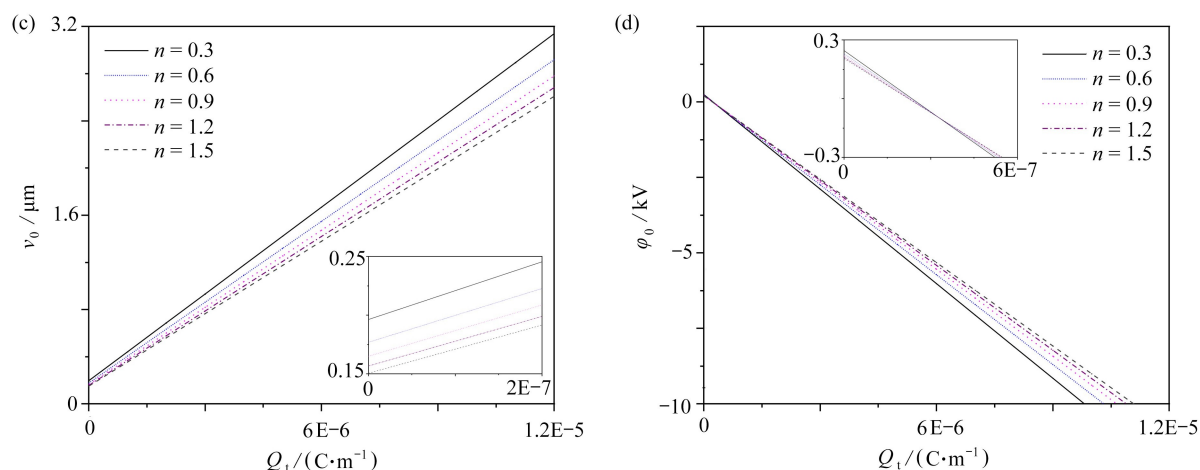 (c)
3.2
1.6
0
v₀ / μm
n = 0.3
n = 0.6
n = 0.9
n = 1.2
n = 1.5
0.25
0.15
0
2E-7
0
6E-6
1.2E-5
Qₜ / (C·m⁻¹)
(d)
0
−5
−10
φ₀ / kV
0.3
−0.3
0
6E-7
n = 0.3
n = 0.6
n = 0.9
n = 1.2
n = 1.5
0
6E-6
1.2E-5
Qₜ / (C·m⁻¹)